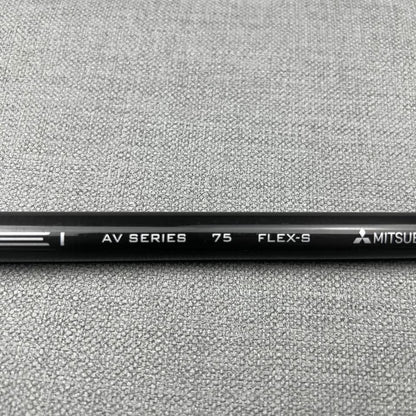 AV SERIES 75 FLEX-S MITSUB